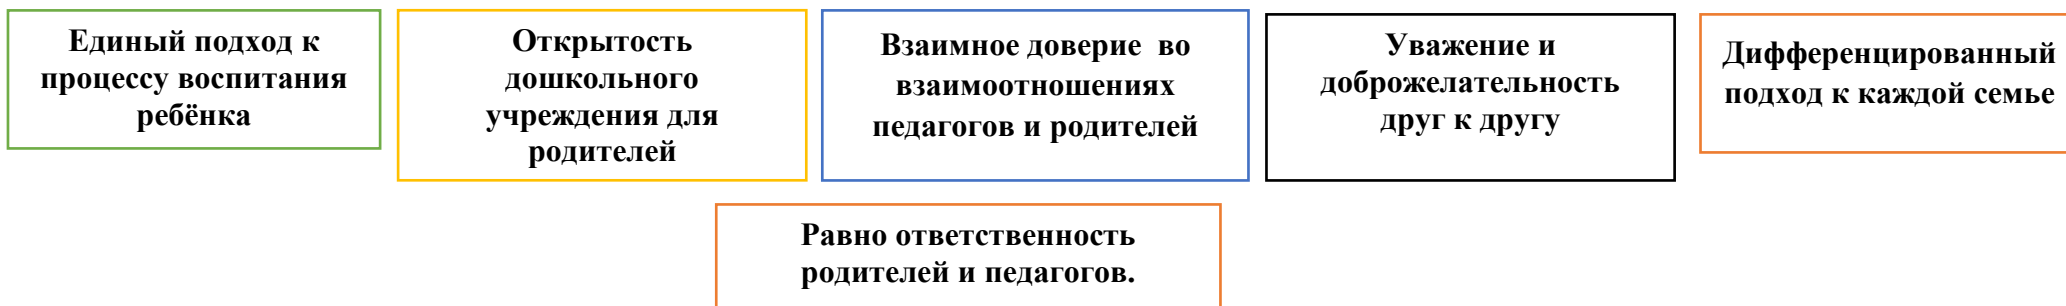 Единый подход к
процессу воспитания
ребёнка
Открытость
дошкольного
учреждения для
родителей
Взаимное доверие во
взаимоотношениях
педагогов и родителей
Уважение и
доброжелательность
друг к другу
Дифференцированный
подход к каждой семье
Равно ответственность
родителей и педагогов.